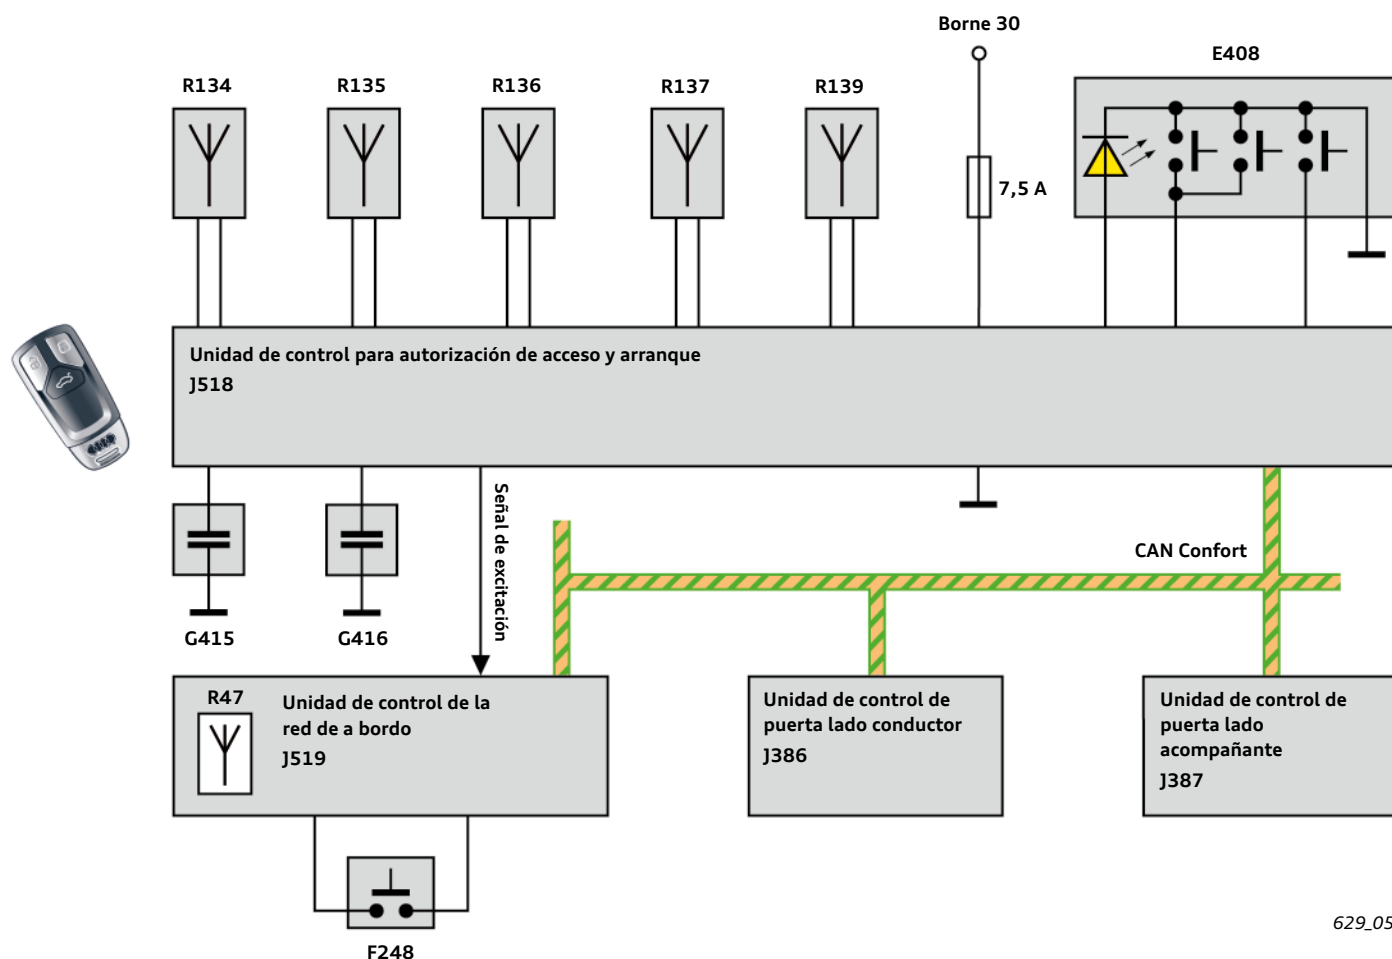 Borne 30
E408
R134
R135
R136
R137
R139
7,5 A
Unidad de control para autorización de acceso y arranque
J518
Señal de excitación
CAN Confort
G415
G416
R47
Unidad de control de la
red de a bordo
J519
Unidad de control de
puerta lado conductor
J386
Unidad de control de
puerta lado
acompañante
J387
F248
629_05